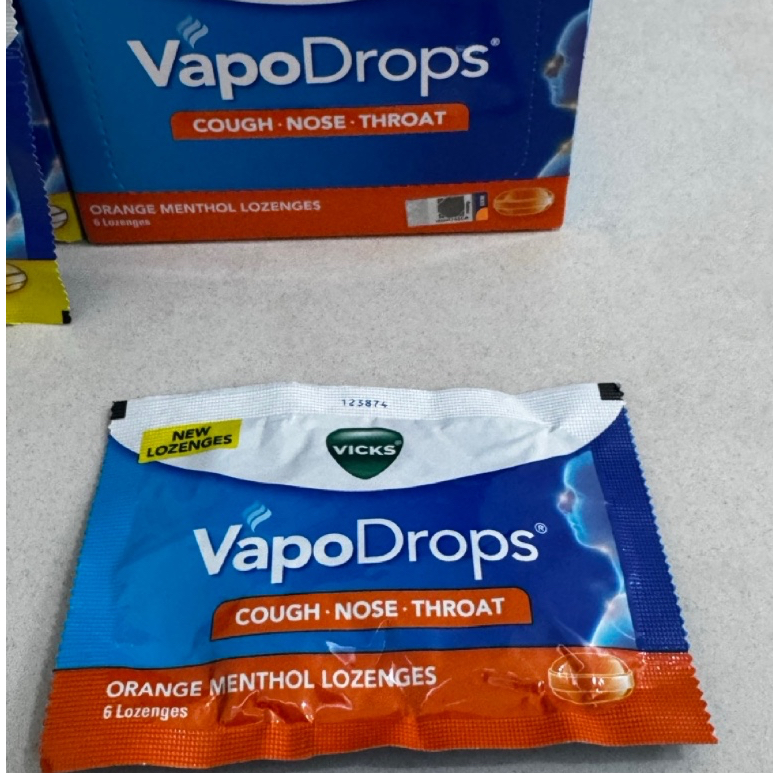 VapoDrops®
COUGH · NOSE · THROAT
ORANGE MENTHOL LOZENGES
6 Lozenges
123874
NEW
LOZENGES
VICKS®
VapoDrops®
COUGH · NOSE · THROAT
ORANGE MENTHOL LOZENGES
6 Lozenges